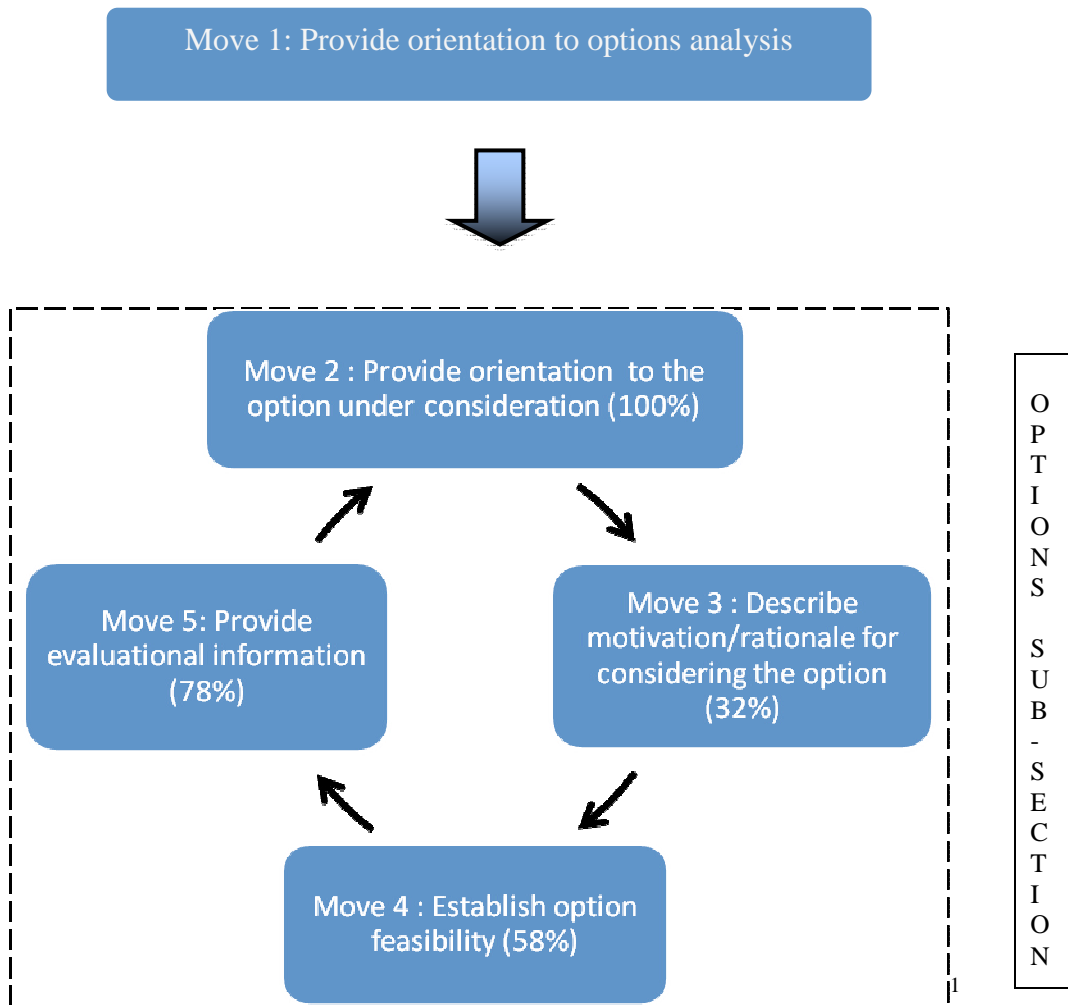 Move 1: Provide orientation to options analysis
Move 2 : Provide orientation to the
option under consideration (100%)
Move 3 : Describe
motivation/rationale for
considering the option
(32%)
Move 4 : Establish option
feasibility (58%)
Move 5: Provide
evaluational information
(78%)
O
P
T
I
O
N
S
S
U
B
-
S
E
C
T
I
O
N
1